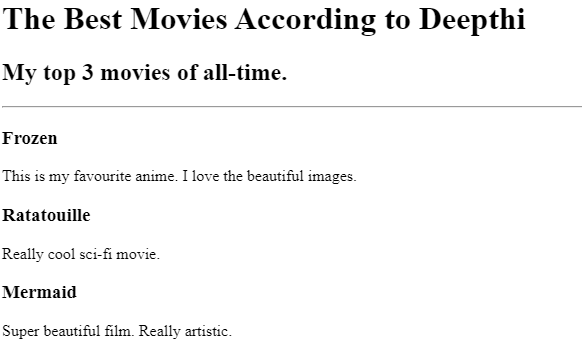 The Best Movies According to Deepthi
My top 3 movies of all-time.
Frozen
This is my favourite anime. I love the beautiful images.
Ratatouille
Really cool sci-fi movie.
Mermaid
Super beautiful film. Really artistic.